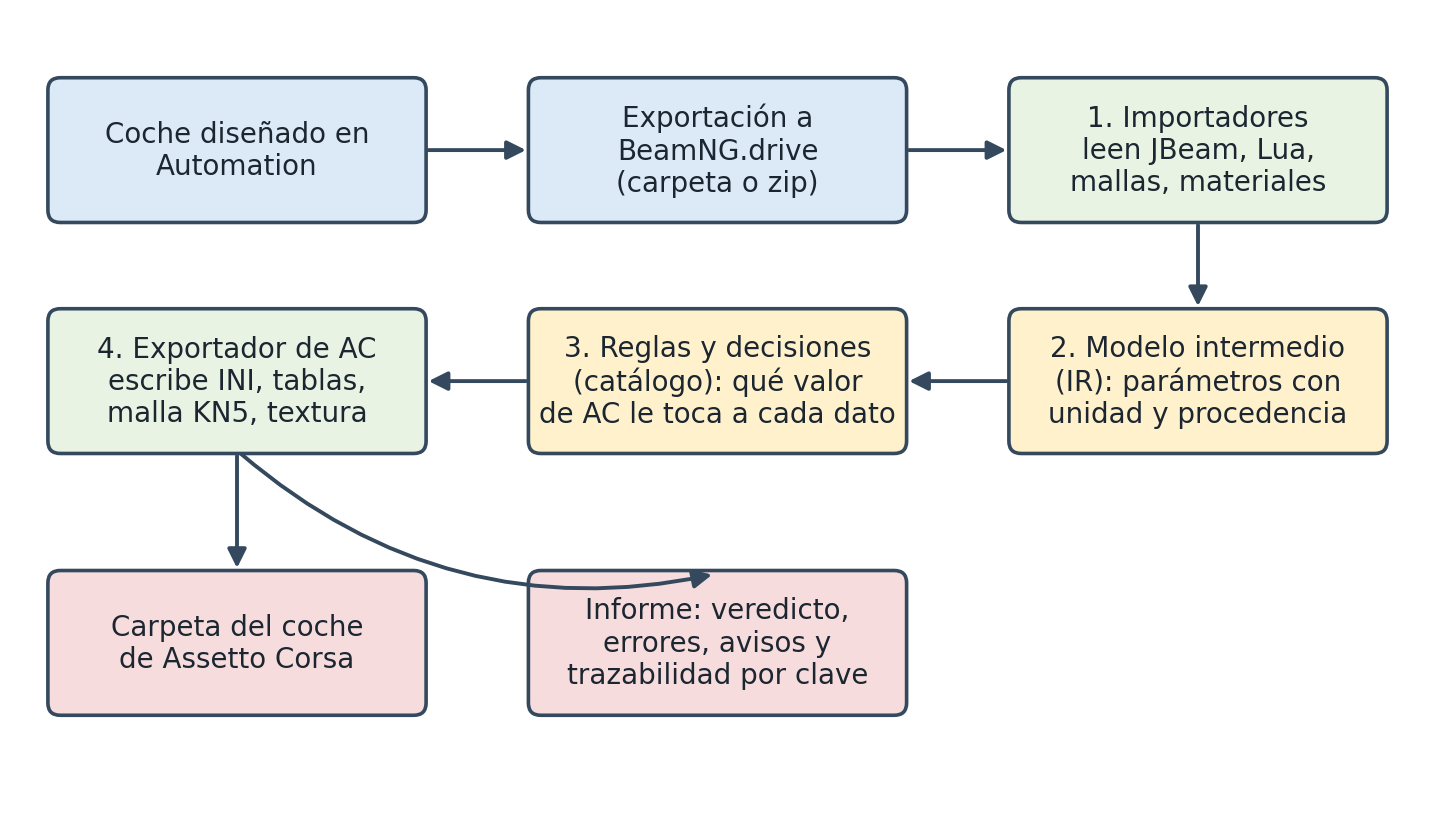 Coche diseñado en
Automation
Exportación a
BeamNG.drive
(carpeta o zip)
1. Importadores
leen JBeam, Lua,
mallas, materiales
4. Exportador de AC
escribe INI, tablas,
malla KN5, textura
3. Reglas y decisiones
(catálogo): qué valor
de AC le toca a cada dato
2. Modelo intermedio
(IR): parámetros con
unidad y procedencia
Carpeta del coche
de Assetto Corsa
Informe: veredicto,
errores, avisos y
trazabilidad por clave